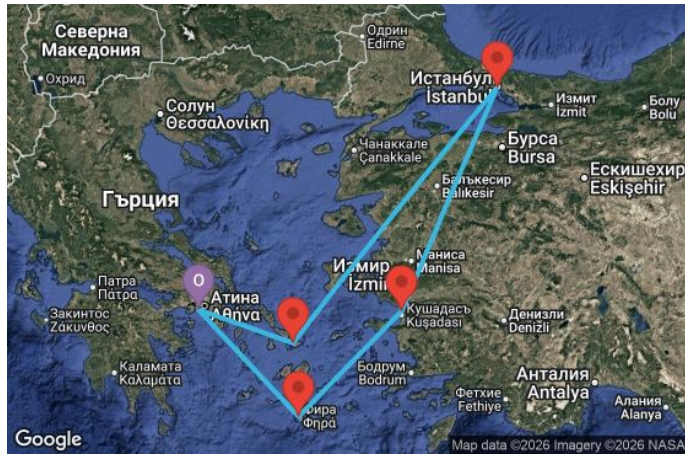 Северна
Македония
Одрин
Edirne
Охрид
Истанбул
İstanbul
Измит
İzmit
Болу
Bolu
Солун
Θεσσαλονίκη
Чанаккале
Çanakkale
Бурса
Bursa
Балъкесир
Balıkesir
Ескишехир
Eskişehir
Гърция
Измир
İzmir
Маниса
Manisa
O
Патра
Πάτρα
Атина
Αθήνα
Закинтос
Ζάκυνθος
Кушадасъ
Kuşadası
Денизли
Denizli
Каламата
Καλαμάτα
Бодрум
Bodrum
Анталия
Antalya
Фетхие
Fethiye
Алания
Alanya
Фира
Φηρά
Google
Map data ©2026 Imagery ©2026 NASA